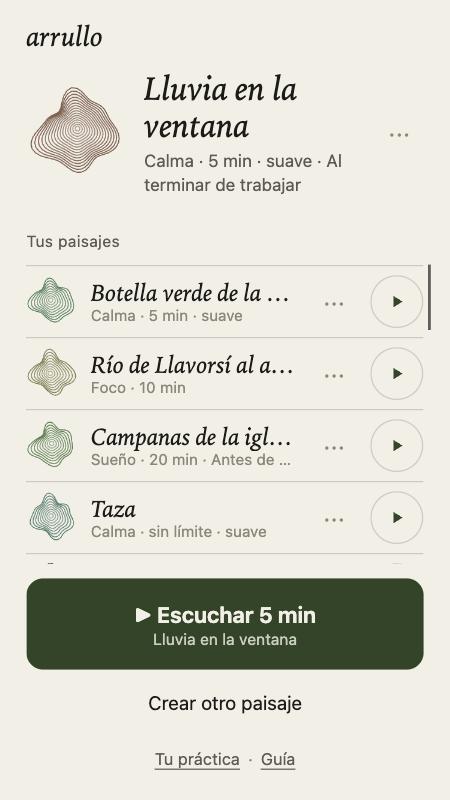 arrullo
Lluvia en la
ventana
Calma · 5 min · suave · Al
terminar de trabajar
...
Tus paisajes
Botella verde de la ...
Calma · 5 min · suave
...
Río de Llavorsí al a...
Foco · 10 min
...
Campanas de la igl...
Sueño · 20 min · Antes de ...
...
Taza
Calma · sin límite · suave
...
Escuchar 5 min
Lluvia en la ventana
Crear otro paisaje
Tu práctica · Guía